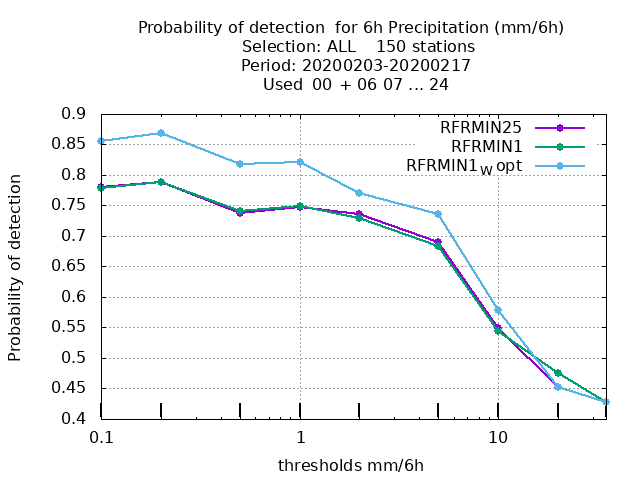 Probability of detection  for 6h Precipitation (mm/6h)
Selection: ALL    150 stations
Period: 20200203-20200217
Used  00 + 06 07 ... 24
Probability of detection
0.9
0.85
0.8
0.75
0.7
0.65
0.6
0.55
0.5
0.45
0.4
RFRMIN25
RFRMIN1
RFRMIN1W opt
0.1
1
10
thresholds mm/6h